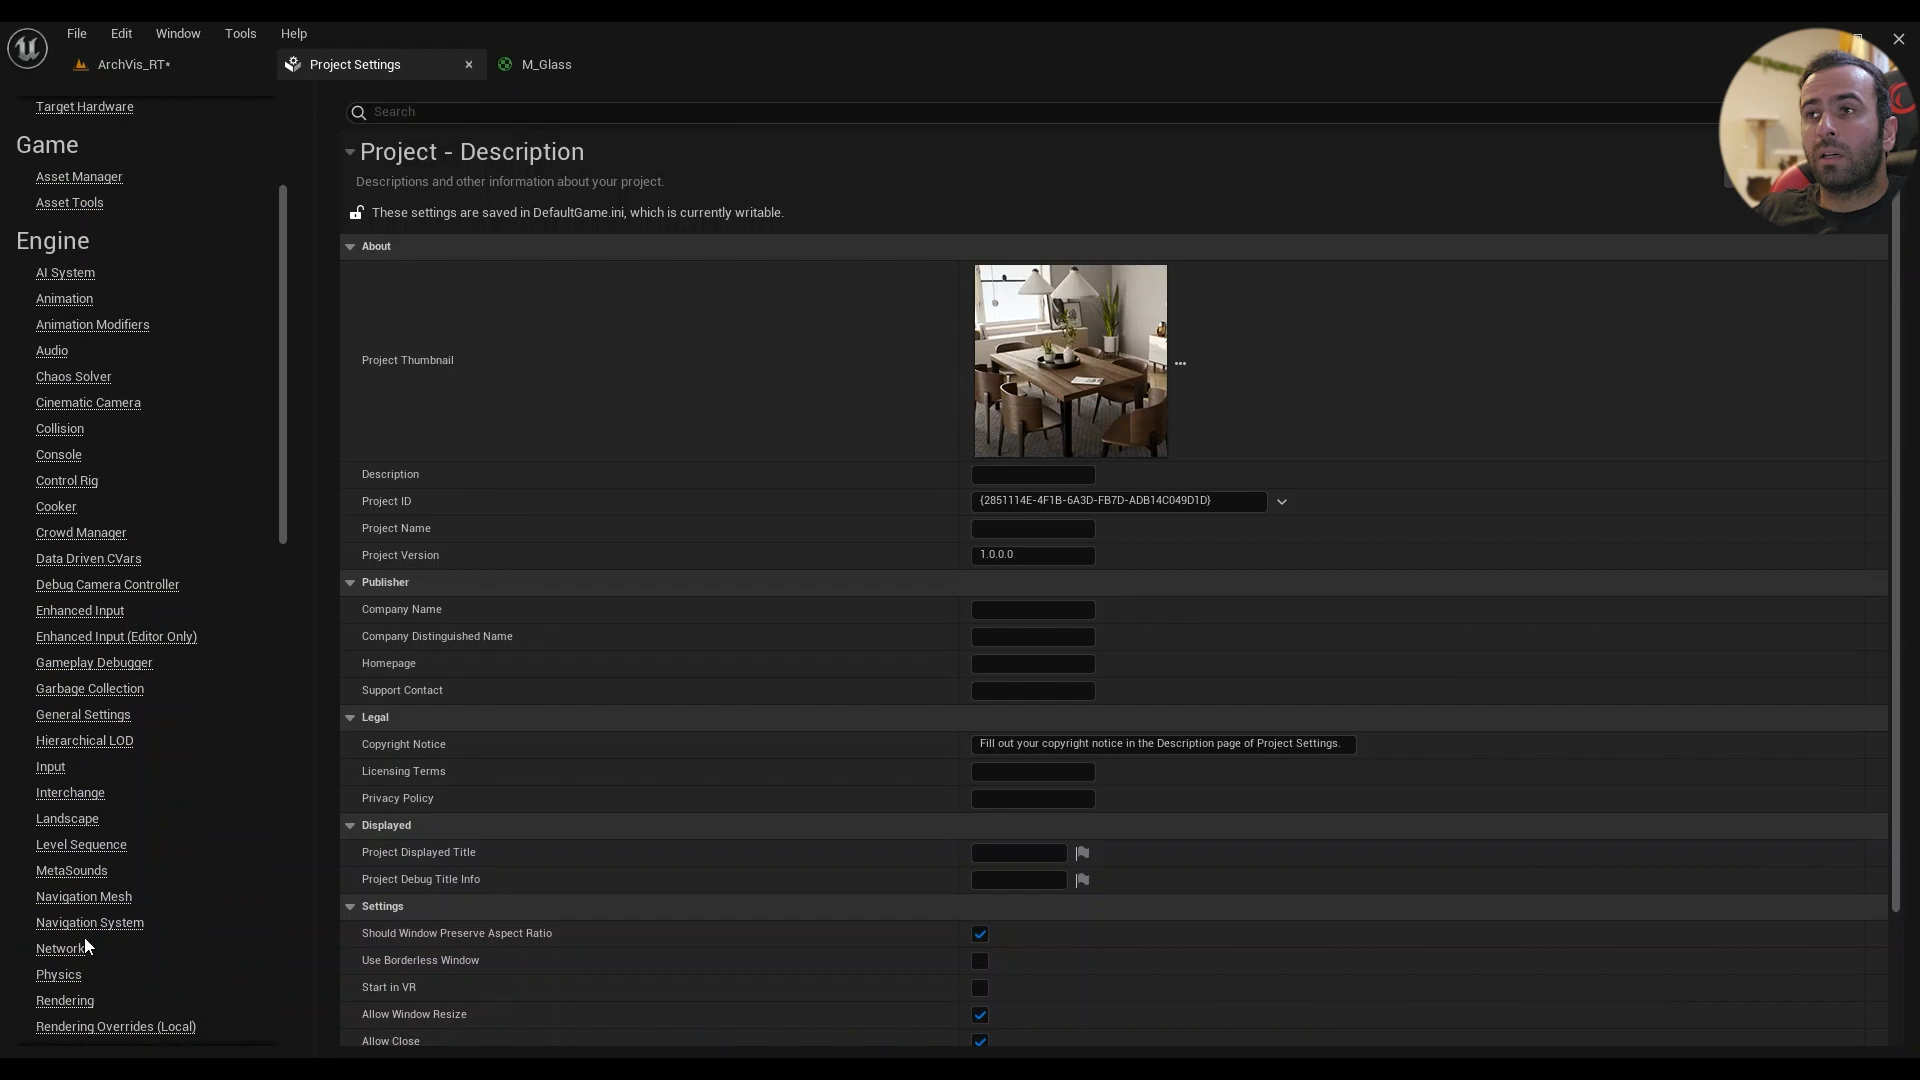 File Edit Window Tools Help
ArchVis_RT*
Project Settings
M_Glass
Target Hardware
Game
Asset Manager
Asset Tools
Engine
AI System
Animation
Animation Modifiers
Audio
Chaos Solver
Cinematic Camera
Collision
Console
Control Rig
Cooker
Crowd Manager
Data Driven CVars
Debug Camera Controller
Enhanced Input
Enhanced Input (Editor Only)
Gameplay Debugger
Garbage Collection
General Settings
Hierarchical LOD
Input
Interchange
Landscape
Level Sequence
MetaSounds
Navigation Mesh
Navigation System
Network
Physics
Rendering
Rendering Overrides (Local)
Search
Project - Description
Descriptions and other information about your project.
These settings are saved in DefaultGame.ini, which is currently writable.
About
Project Thumbnail
Description
Project ID {2851114E-4F1B-6A3D-FB7D-ADB14C049D1D}
Project Name
Project Version 1.0.0.0
Publisher
Company Name
Company Distinguished Name
Homepage
Support Contact
Legal
Copyright Notice Fill out your copyright notice in the Description page of Project Settings.
Licensing Terms
Privacy Policy
Displayed
Project Displayed Title
Project Debug Title Info
Settings
Should Window Preserve Aspect Ratio
Use Borderless Window
Start in VR
Allow Window Resize
Allow Close